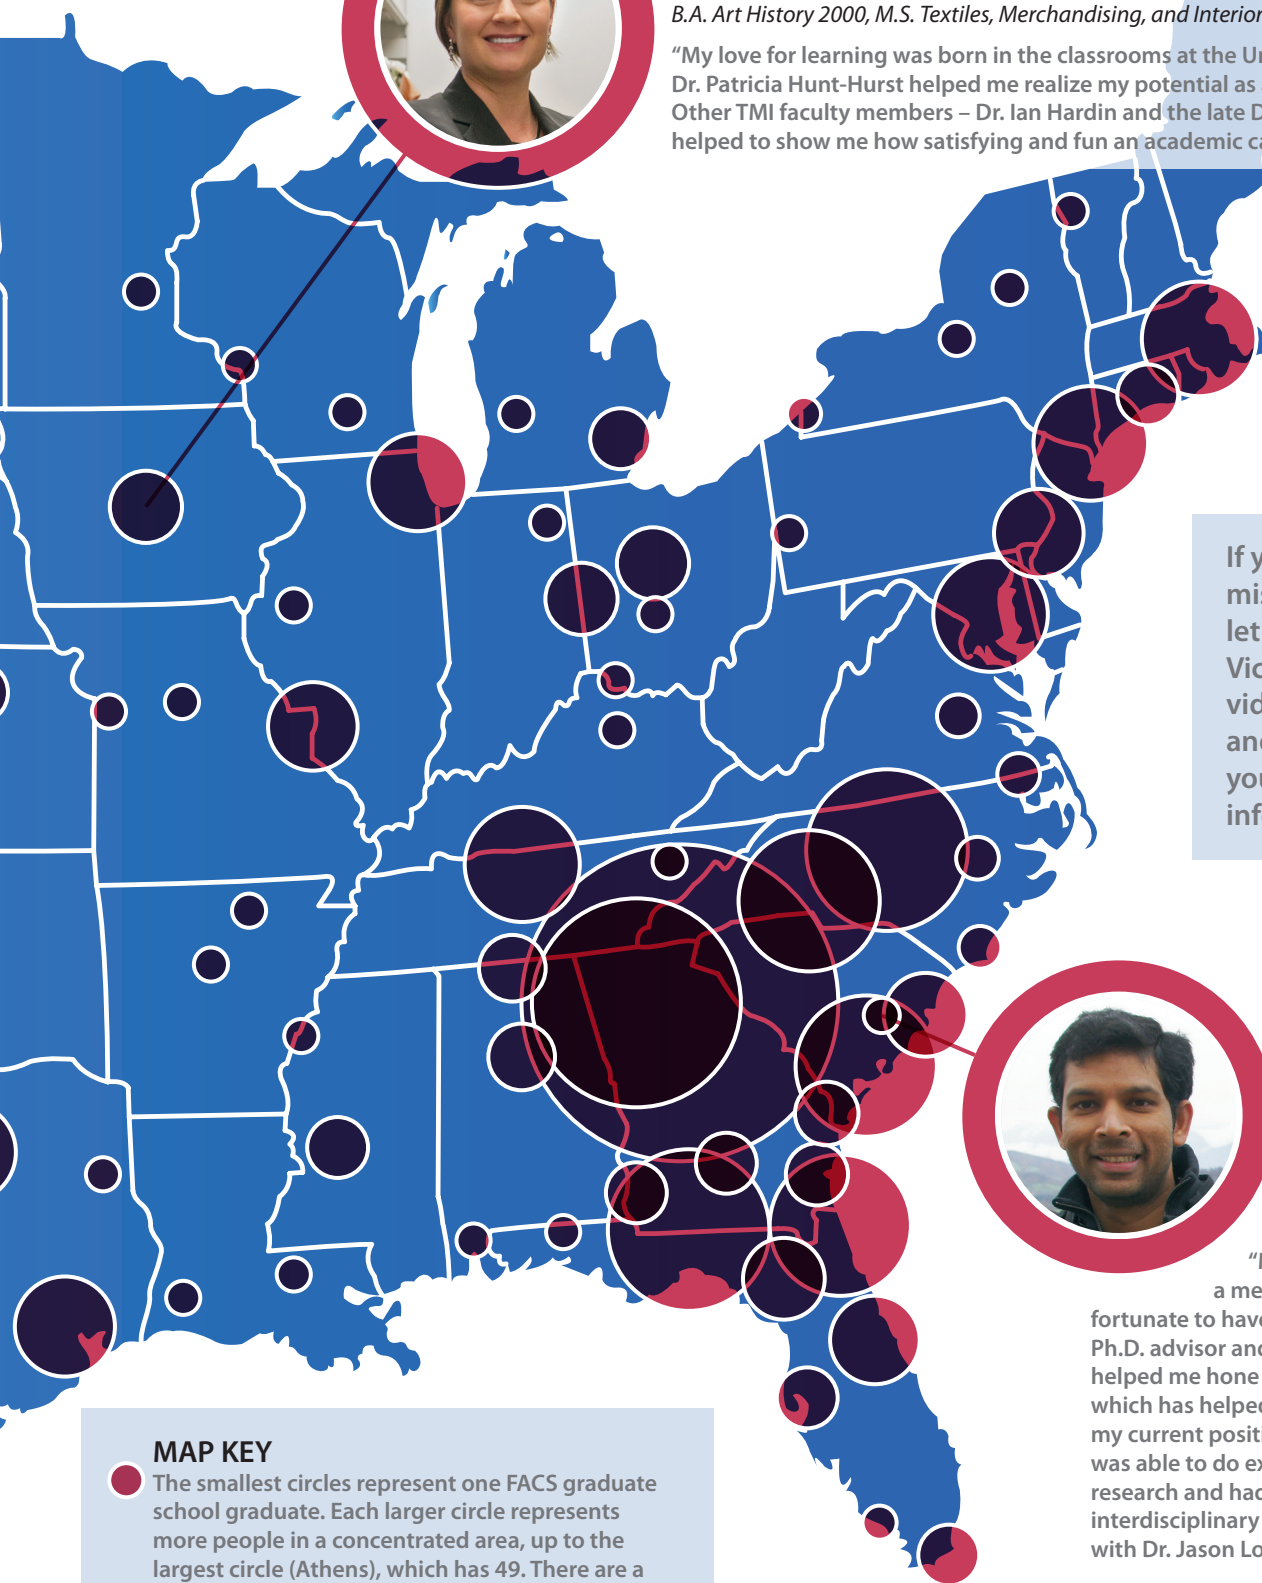 B.A. Art History 2000, M.S. Textiles, Merchandising, and Interior
“My love for learning was born in the classrooms at the
Dr. Patricia Hunt-Hurst helped me realize my potential as
Other TMI faculty members – Dr. Ian Hardin and the late
helped to show me how satisfying and fun an academic
If
let
you
“
a
fortunate to have
Ph.D. advisor and
helped me hone
which has helped
my current
was able to do
research and had
interdisciplinary
with Dr. Jason
MAP KEY
The smallest circles represent one FACS graduate
school graduate. Each larger circle represents
more people in a concentrated area, up to the
largest circle (Athens), which has 49. There are a